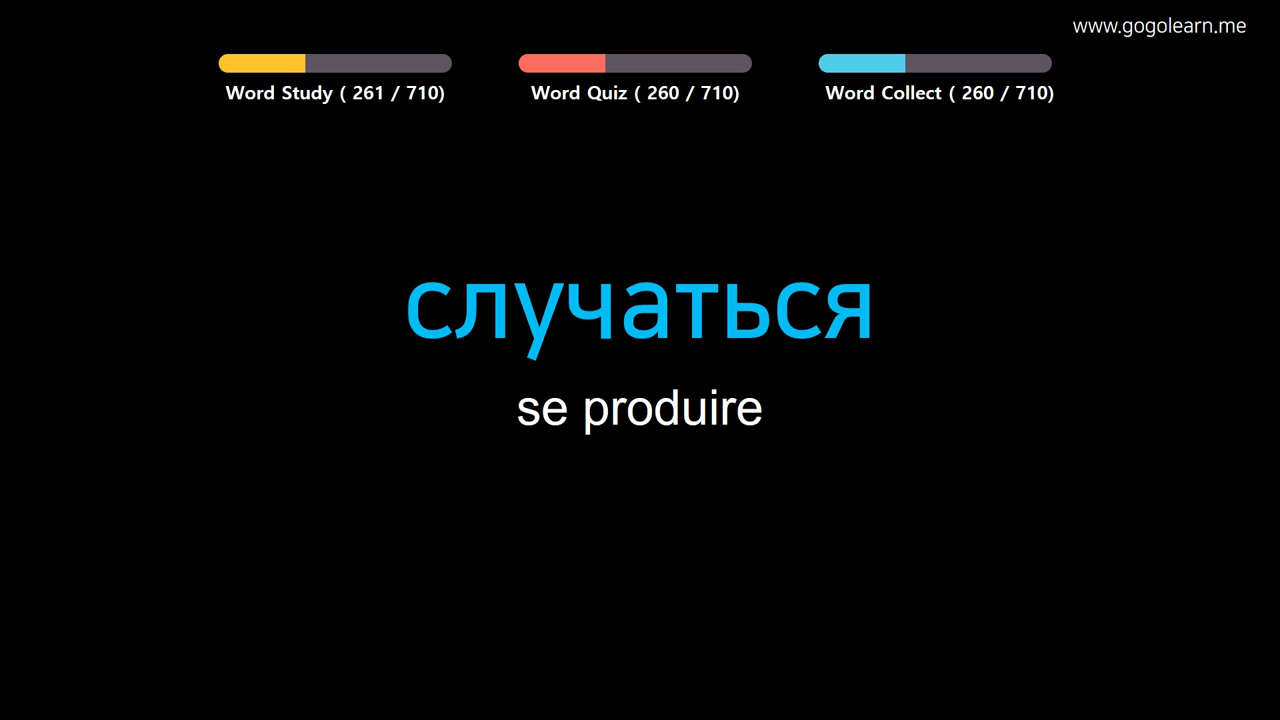 www.gogolearn.me
Word Study ( 261 / 710)
Word Quiz ( 260 / 710)
Word Collect ( 260 / 710)
случаться
se produire